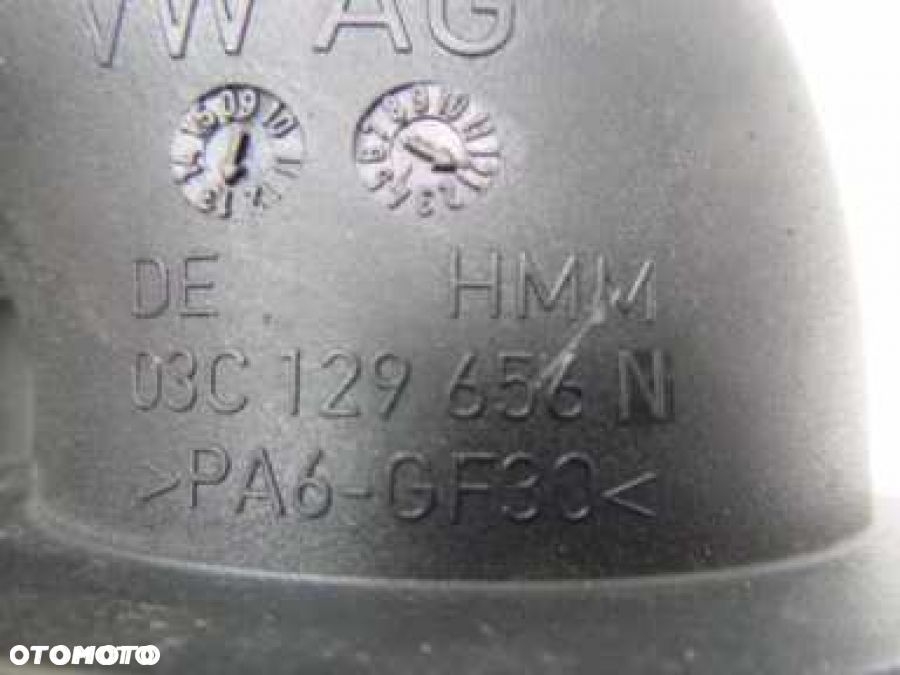 VW AG
DE HMM
03C 129 656 N
>PA6-GF30<
OTOMOTO